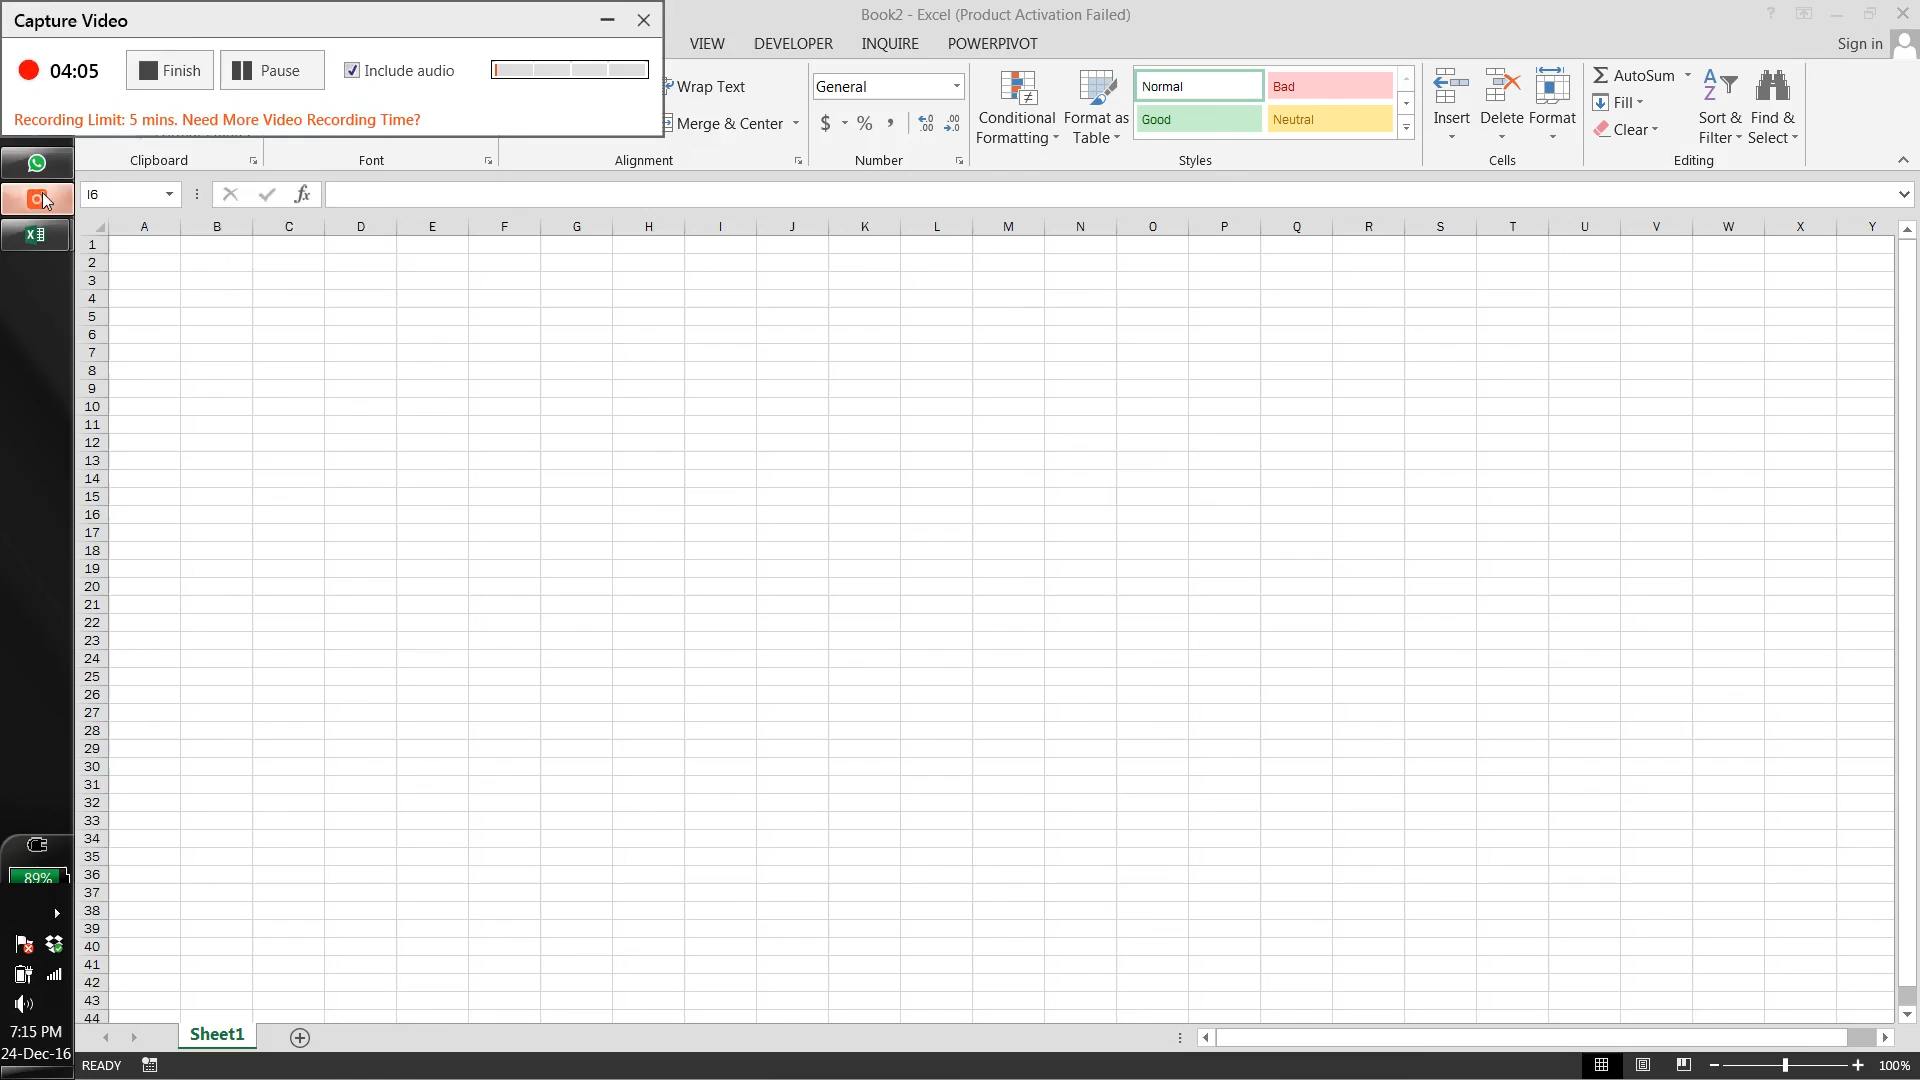 Capture Video
Book2 - Excel (Product Activation Failed)
VIEW DEVELOPER INQUIRE POWERPIVOT
Sign in
04:05 Finish Pause Include audio
Recording Limit: 5 mins. Need More Video Recording Time?
Wrap Text
Merge & Center
General
$ % ,
Conditional Formatting
Format as Table
Normal Bad
Good Neutral
Insert Delete Format
AutoSum
Fill
Clear
Sort & Filter
Find & Select
Clipboard Font Alignment Number Styles Cells Editing
I6
fx
A B C D E F G H I J K L M N O P Q R S T U V W X Y
1
2
3
4
5
6
7
8
9
10
11
12
13
14
15
16
17
18
19
20
21
22
23
24
25
26
27
28
29
30
31
32
33
34
35
36
37
38
39
40
41
42
43
44
89%
7:15 PM
24-Dec-16
Sheet1
READY
100%